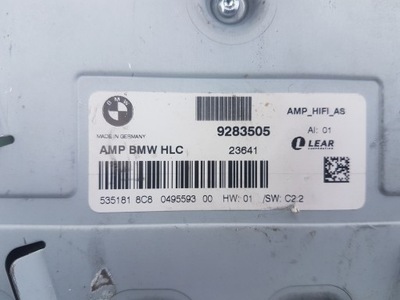 BMW
MADE IN GERMANY
9283505
AMP_HIFI_AS
AI: 01
AMP BMW HLC
23641
LEAR
CORPORATION
535181 8C8 0495593 00 HW: 01 /SW: C2.2